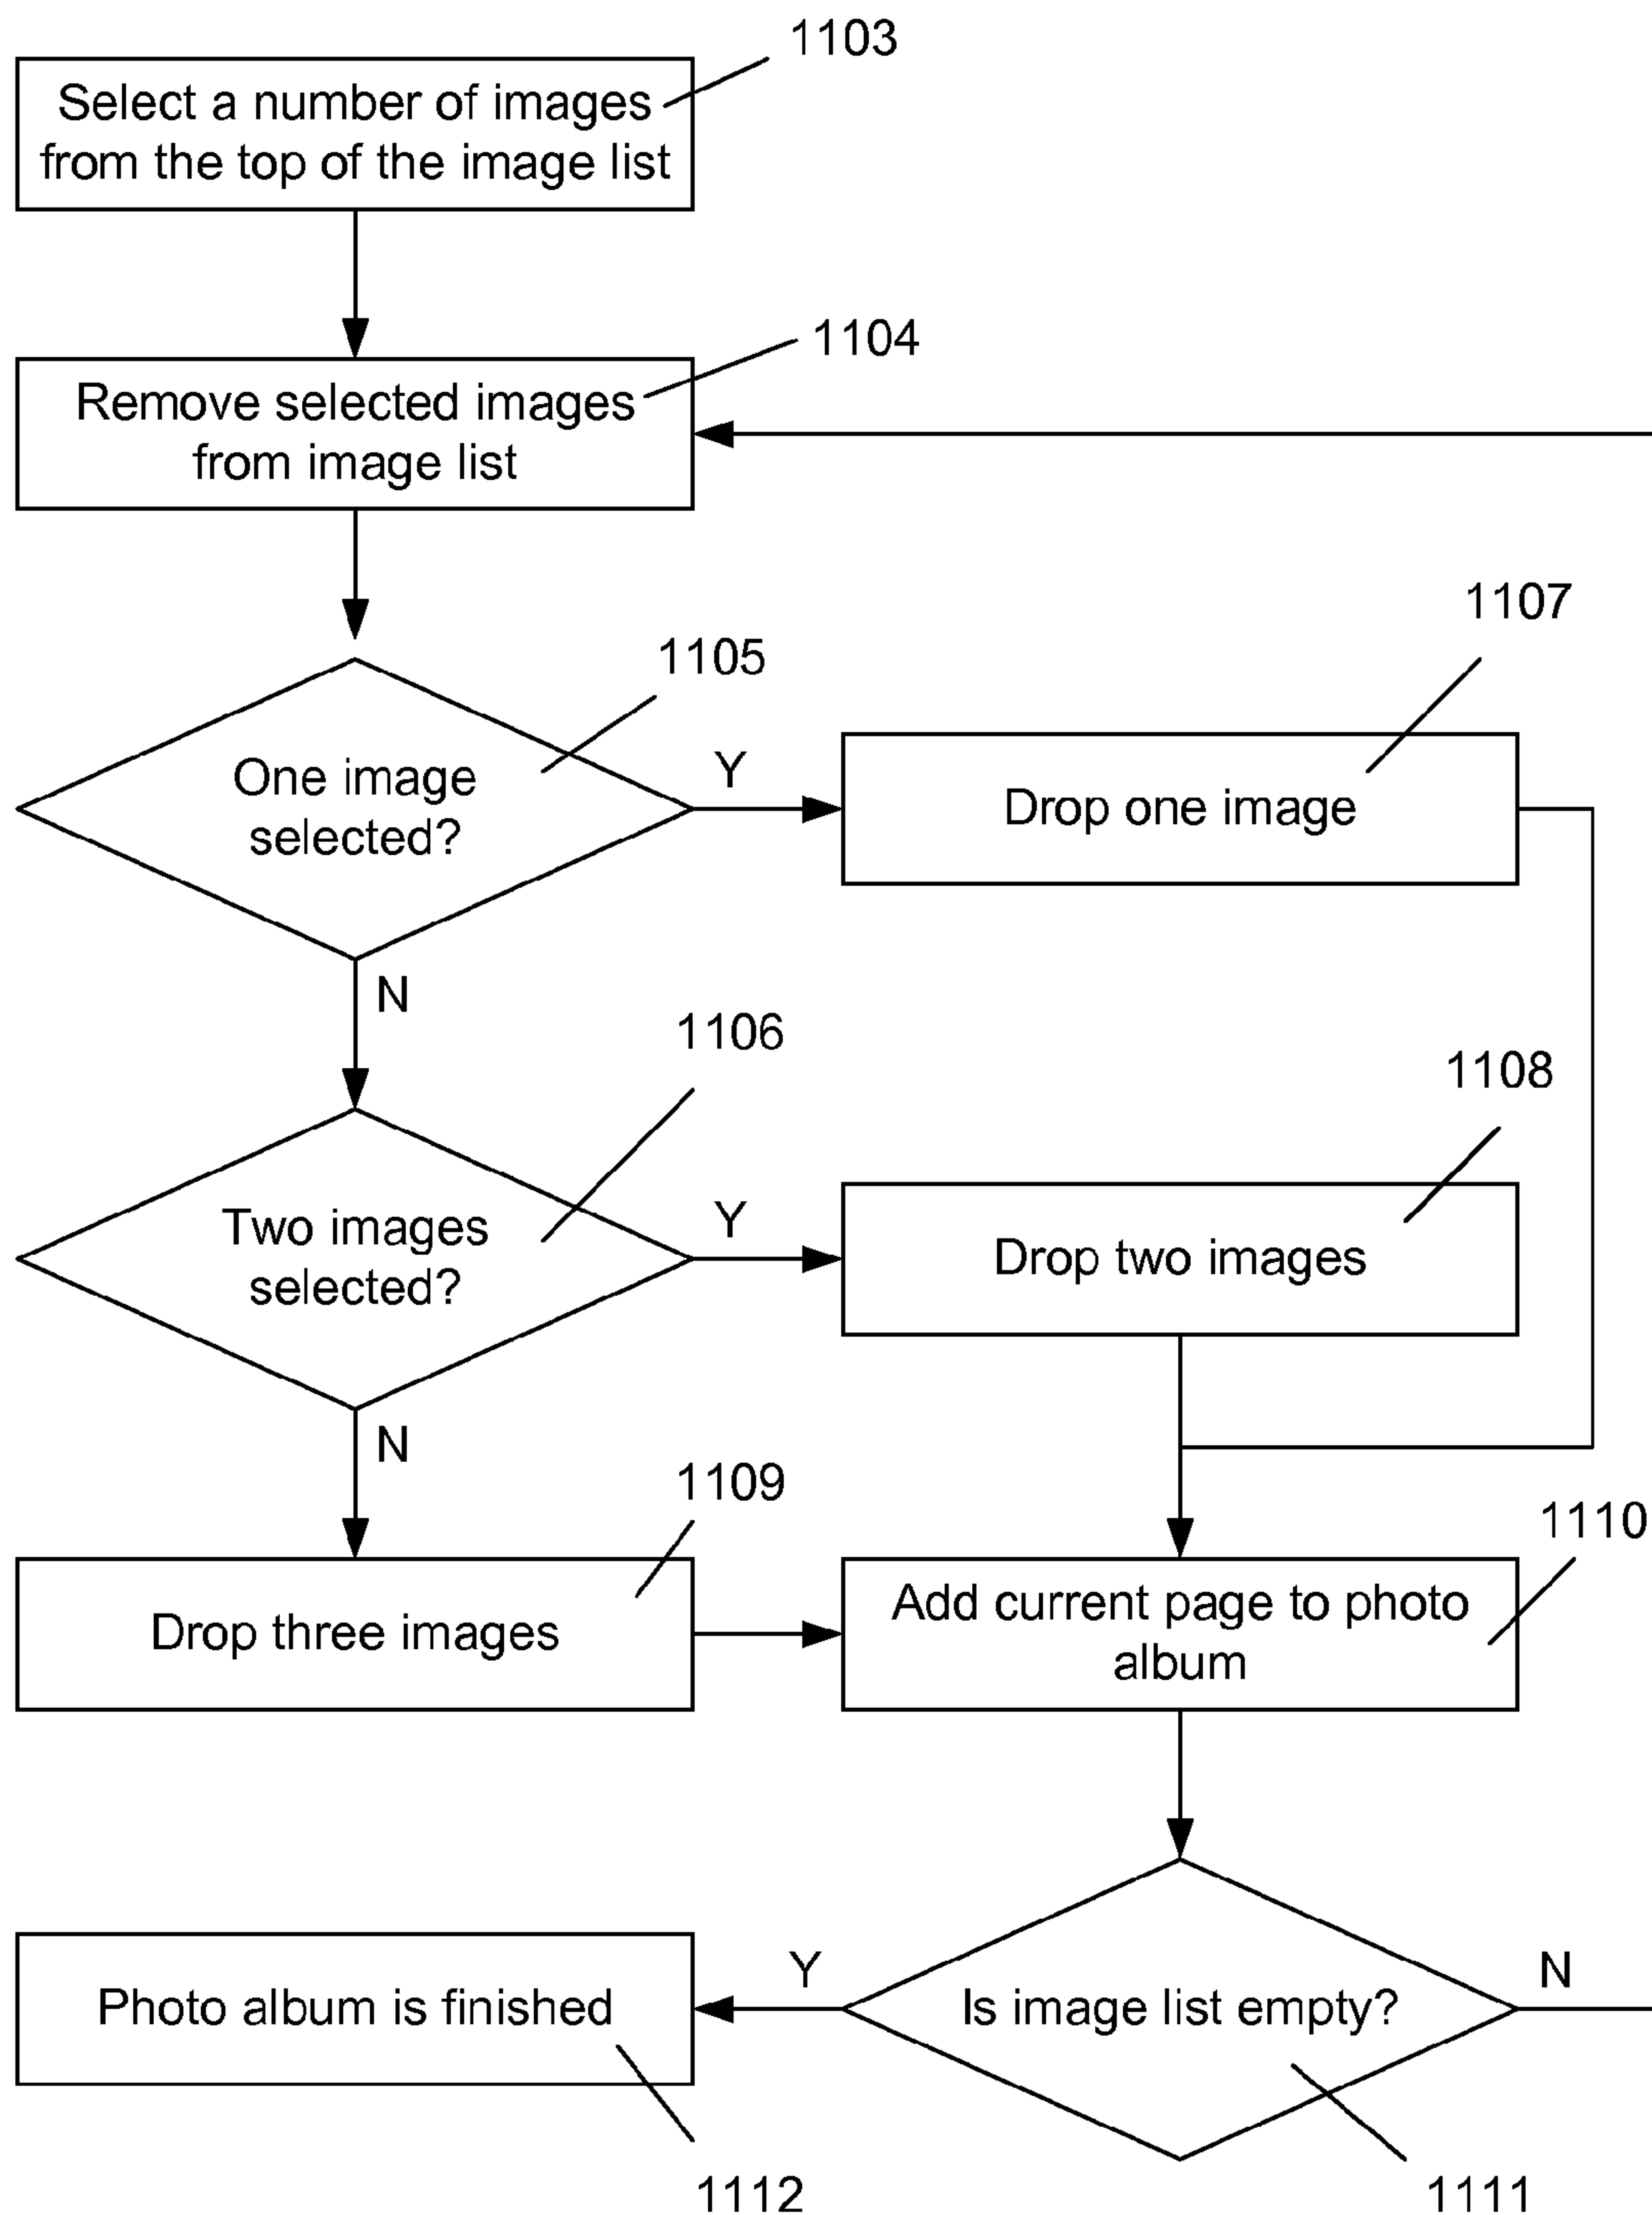 1103
Select a number of images
from the top of the image list
1104
Remove selected images
from image list
1105
One image
selected?
Y
1107
Drop one image
N
1106
Two images
selected?
Y
1108
Drop two images
N
1109
Drop three images
1110
Add current page to photo
album
Is image list empty?
Y
N
Photo album is finished
1112
1111